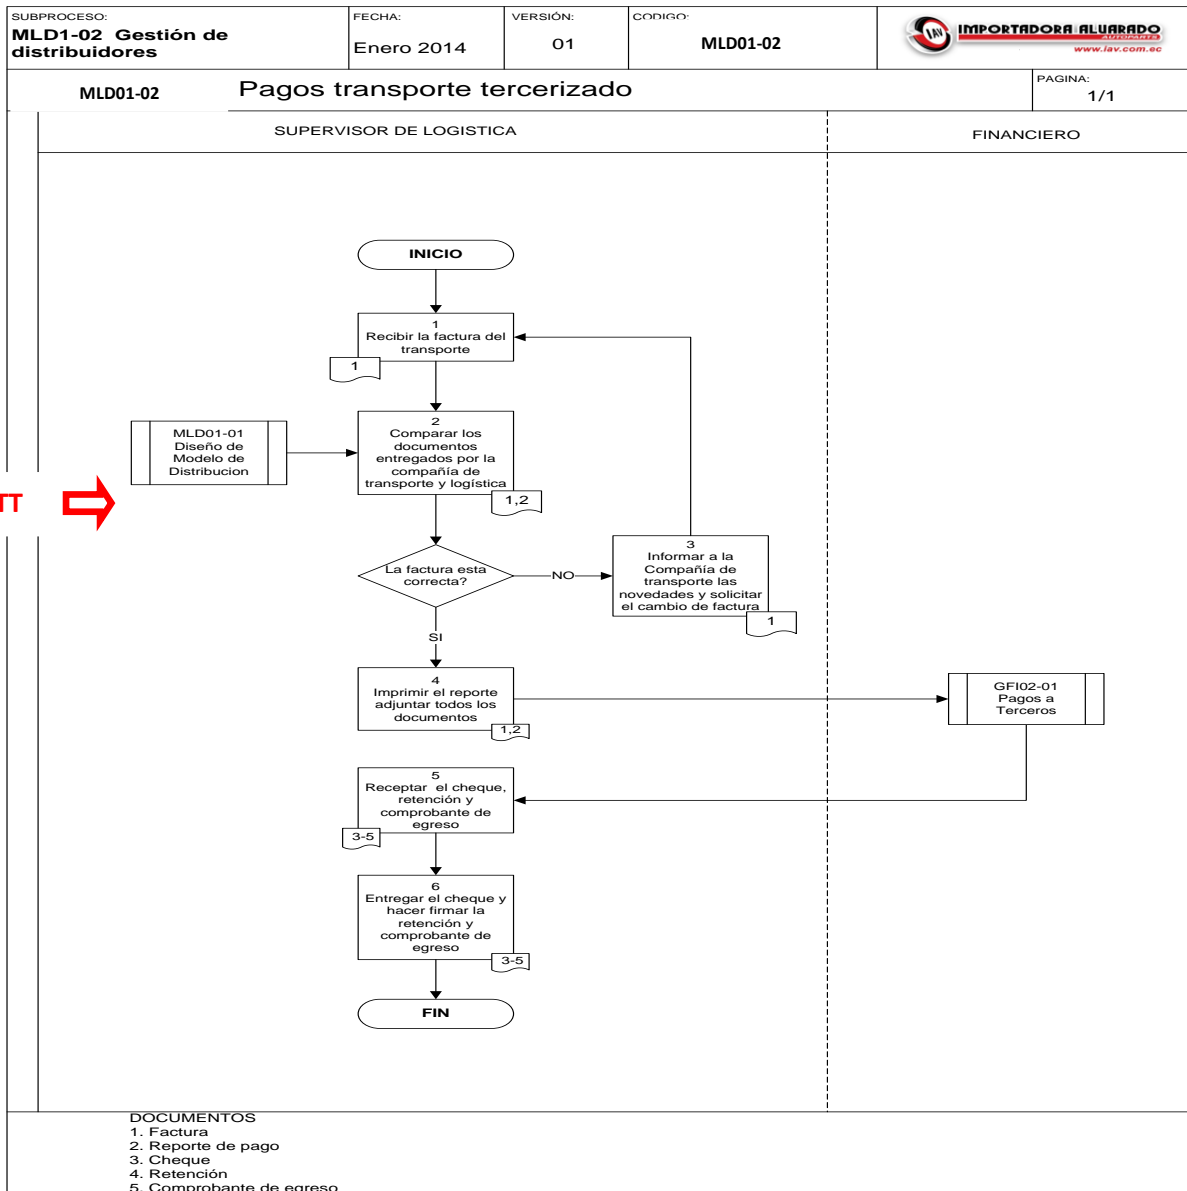 SUBPROCESO:
MLD1-02 Gestión de
distribuidores
FECHA:
Enero 2014
VERSIÓN:
01
CODIGO:
MLD01-02
IAV
IMPORTADORA ALVARADO
AUTOPARTS
www.iav.com.ec
MLD01-02
Pagos transporte tercerizado
PAGINA:
1/1
SUPERVISOR DE LOGISTICA
FINANCIERO
INICIO
1
Recibir la factura del
transporte
1
MLD01-01
Diseño de
Modelo de
Distribucion
2
Comparar los
documentos
entregados por la
compañía de
transporte y logística
1,2
TT
La factura esta
correcta?
NO
3
Informar a la
Compañía de
transporte las
novedades y solicitar
el cambio de factura
1
SI
4
Imprimir el reporte
adjuntar todos los
documentos
1,2
GFI02-01
Pagos a
Terceros
5
Receptar el cheque,
retención y
comprobante de
egreso
3-5
6
Entregar el cheque y
hacer firmar la
retención y
comprobante de
egreso
3-5
FIN
DOCUMENTOS
1. Factura
2. Reporte de pago
3. Cheque
4. Retención
5. Comprobante de egreso